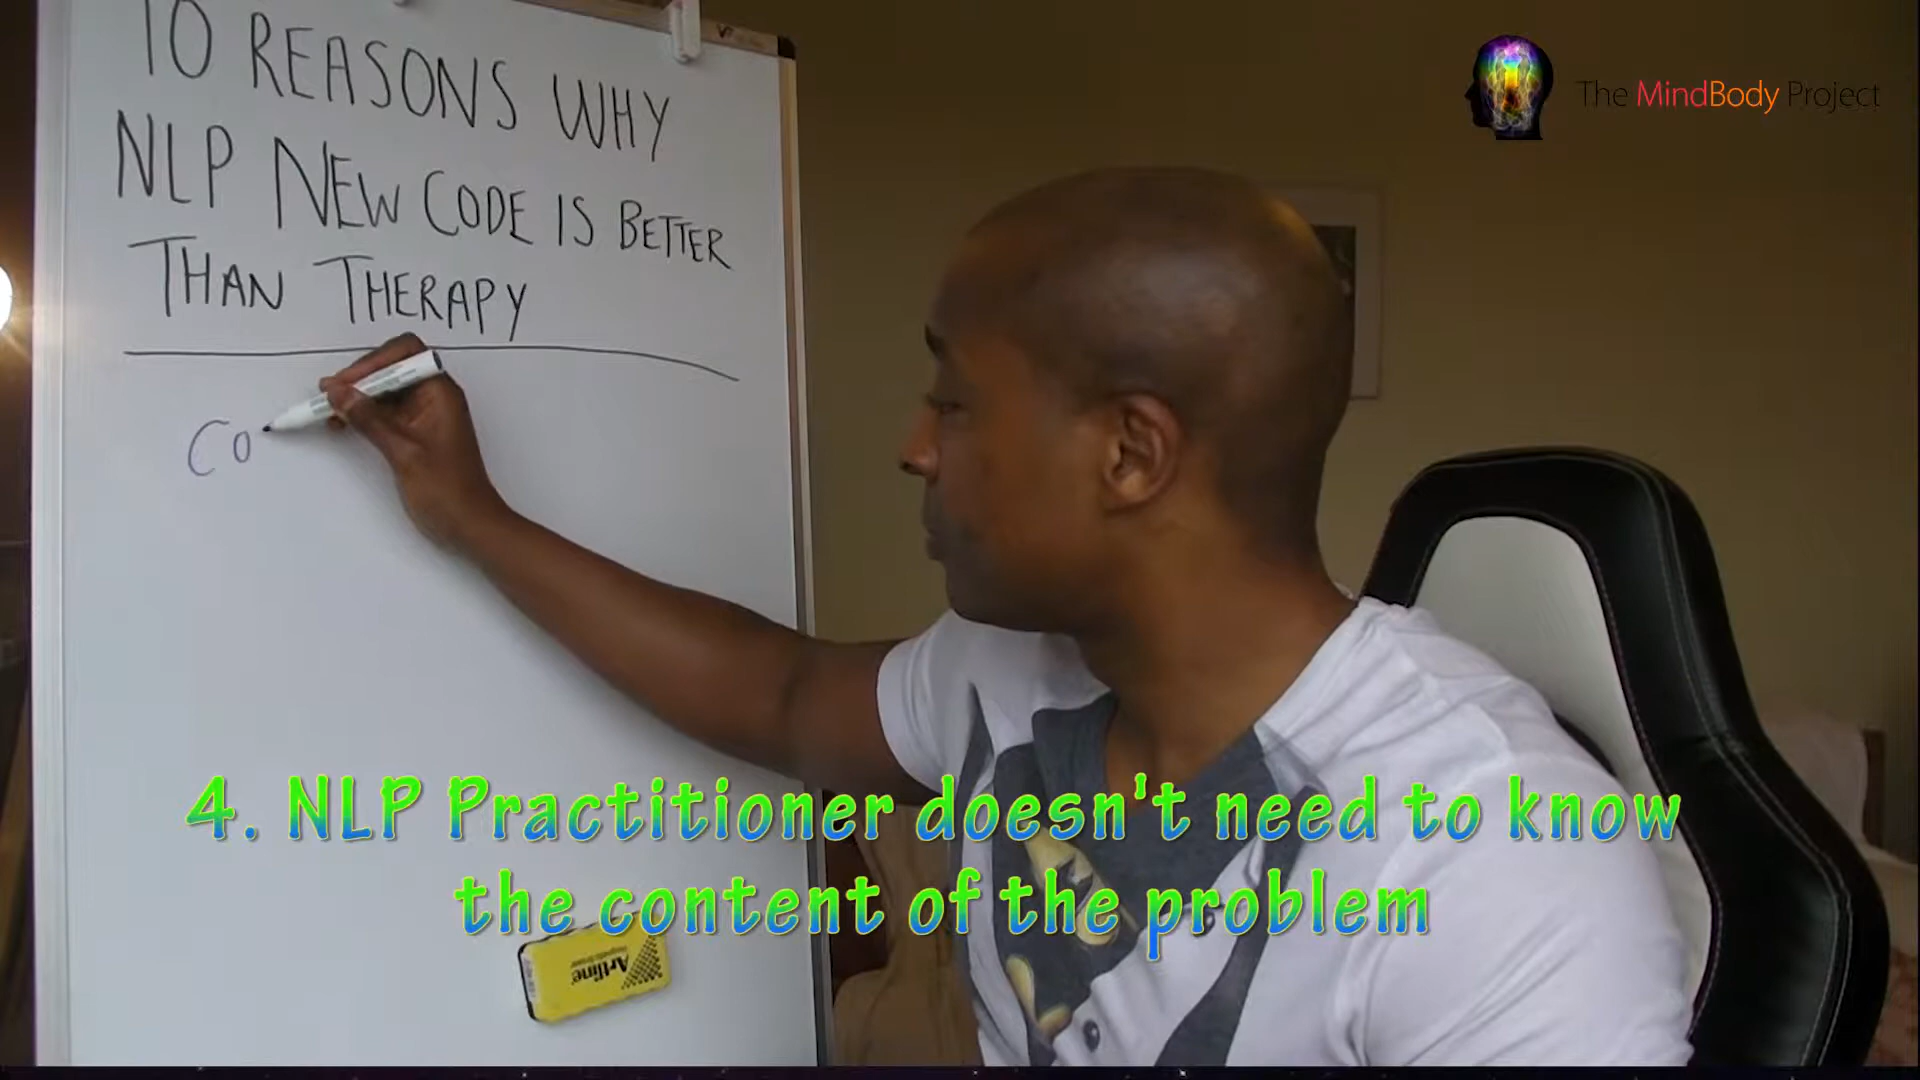 10 REASONS WHY
NLP NEW CODE IS BETTER
THAN THERAPY
CO
The MindBody Project
4. NLP Practitioner doesn't need to know
the content of the problem
Artline